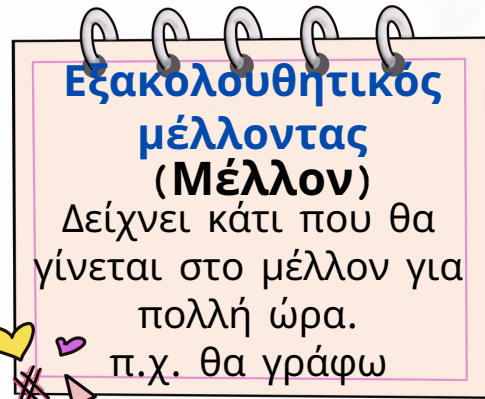 Εξακολουθητικός
μέλλοντας
(Μέλλον)
Δείχνει κάτι που θα
γίνεται στο μέλλον για
πολλή ώρα.
π.χ. θα γράφω